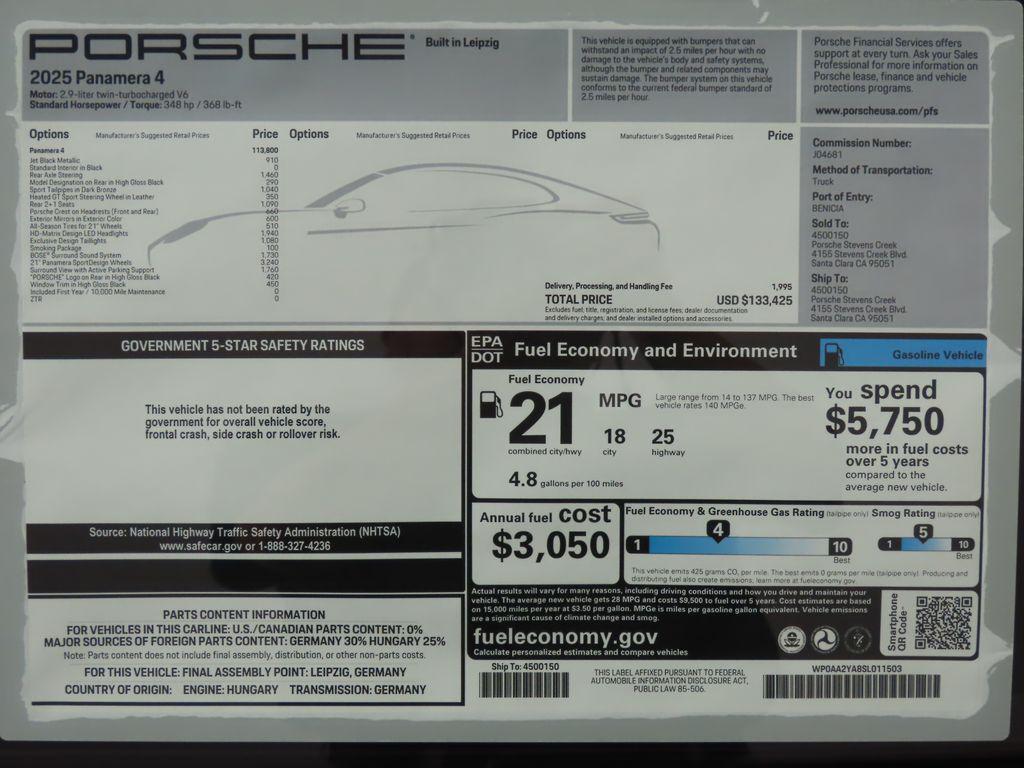 PORSCHE
Built in Leipzig
2025 Panamera 4
Motor: 2.9-liter twin-turbocharged V6
Standard Horsepower / Torque: 348 hp / 368 lb-ft
This vehicle is equipped with bumpers that can
withstand an impact of 2.5 miles per hour with no
damage to the vehicle's body and safety systems,
although the bumper and related components may
sustain damage. The bumper system on this vehicle
conforms to the current federal bumper standard of
2.5 miles per hour.
Porsche Financial Services offers
support at every turn. Ask your Sales
Professional for more information on
Porsche lease, finance and vehicle
protections programs.
www.porscheusa.com/pfs
Options Manufacturer's Suggested Retail Prices Price Options Manufacturer's Suggested Retail Prices Price Options Manufacturer's Suggested Retail Prices Price
Panamera 4 113,800
Jet Black Metallic 910
Standard Interior in Black 0
Rear Axle Steering 1,460
Model Designation on Rear in High Gloss Black 290
Sport Tailpipes in Dark Bronze 1,040
Heated GT Sport Steering Wheel in Leather 350
Rear 2+1 Seats 1,090
Porsche Crest on Headrests (Front and Rear) 660
Exterior Mirrors in Exterior Color 600
All-Season Tires for 21" Wheels 510
HD-Matrix Design LED Headlights 1,940
Exclusive Design Taillights 1,080
Smoking Package 100
BOSE® Surround Sound System 1,730
21" Panamera SportDesign Wheels 3,240
Surround View with Active Parking Support 1,760
"PORSCHE" Logo on Rear in High Gloss Black 420
Window Trim in High Gloss Black 450
Included First Year / 10,000 Mile Maintenance 0
ZTR 0
Delivery, Processing, and Handling Fee 1,995
TOTAL PRICE USD $133,425
Excludes fuel, title, registration, and license fees; dealer documentation
and delivery charges; and dealer installed options and accessories.
Commission Number:
J04681
Method of Transportation:
Truck
Port of Entry:
BENICIA
Sold To:
4500150
Porsche Stevens Creek
4155 Stevens Creek Blvd.
Santa Clara CA 95051
Ship To:
4500150
Porsche Stevens Creek
4155 Stevens Creek Blvd.
Santa Clara CA 95051
GOVERNMENT 5-STAR SAFETY RATINGS
This vehicle has not been rated by the
government for overall vehicle score,
frontal crash, side crash or rollover risk.
Source: National Highway Traffic Safety Administration (NHTSA)
www.safecar.gov or 1-888-327-4236
PARTS CONTENT INFORMATION
FOR VEHICLES IN THIS CARLINE: U.S./CANADIAN PARTS CONTENT: 0%
MAJOR SOURCES OF FOREIGN PARTS CONTENT: GERMANY 30% HUNGARY 25%
Note: Parts content does not include final assembly, distribution, or other non-parts costs.
FOR THIS VEHICLE: FINAL ASSEMBLY POINT: LEIPZIG, GERMANY
COUNTRY OF ORIGIN: ENGINE: HUNGARY TRANSMISSION: GERMANY
EPA
DOT
Fuel Economy and Environment
Gasoline Vehicle
Fuel Economy
21 MPG
combined city/hwy
18 city
25 highway
4.8 gallons per 100 miles
Large range from 14 to 137 MPG. The best
vehicle rates 140 MPGe.
You spend
$5,750
more in fuel costs
over 5 years
compared to the
average new vehicle.
Annual fuel cost
$3,050
Fuel Economy & Greenhouse Gas Rating (tailpipe only)
4
1 10
Best
Smog Rating (tailpipe only)
5
1 10
Best
This vehicle emits 425 grams CO2 per mile. The best emits 0 grams per mile (tailpipe only). Producing and
distributing fuel also create emissions; learn more at fueleconomy.gov.
Actual results will vary for many reasons, including driving conditions and how you drive and maintain your
vehicle. The average new vehicle gets 28 MPG and costs $9,500 to fuel over 5 years. Cost estimates are based
on 15,000 miles per year at $3.50 per gallon. MPGe is miles per gasoline gallon equivalent. Vehicle emissions
are a significant cause of climate change and smog.
fueleconomy.gov
Calculate personalized estimates and compare vehicles
Smartphone
QR Code™
Ship To: 4500150
THIS LABEL AFFIXED PURSUANT TO FEDERAL
AUTOMOBILE INFORMATION DISCLOSURE ACT,
PUBLIC LAW 85-506.
WP0AA2YA8SL011503